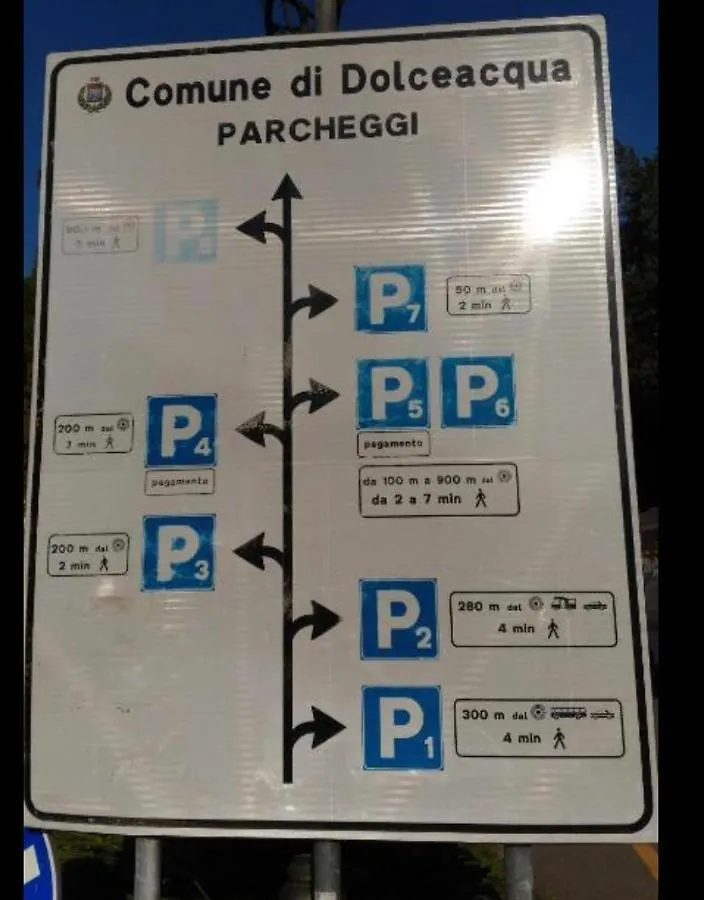 Comune di Dolceacqua
PARCHEGGI
P
5 min
P7
50 m dal
2 min
P5 P6
pagamento
da 100 m a 900 m dal
da 2 a 7 min
P4
200 m dal
pagamento
P3
200 m dal
2 min
P2
280 m dal
4 min
P1
300 m dal
4 min